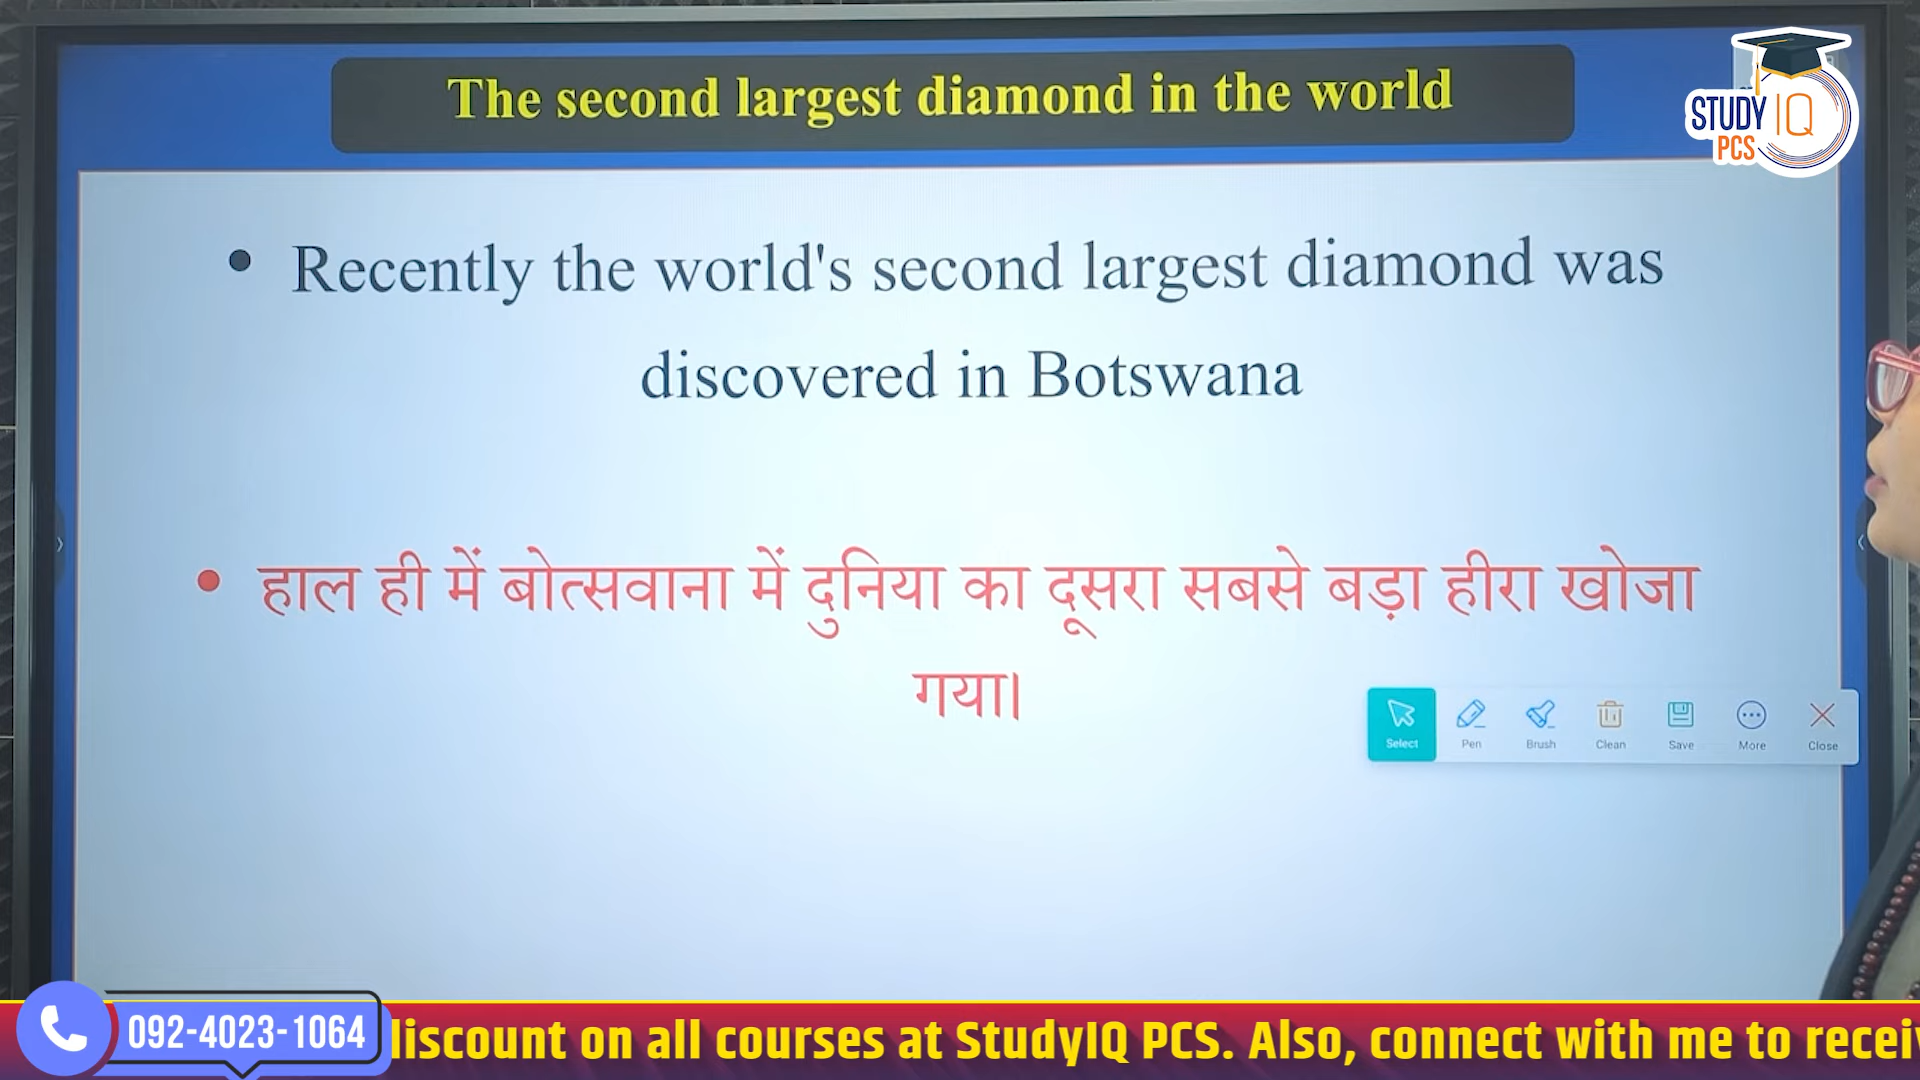 The second largest diamond in the world
STUDY IQ
PCS
• Recently the world's second largest diamond was
discovered in Botswana
• हाल ही में बोत्सवाना में दुनिया का दूसरा सबसे बड़ा हीरा खोजा
गया।
Select Pen Brush Clean Save More Close
092-4023-1064
discount on all courses at StudyIQ PCS. Also, connect with me to